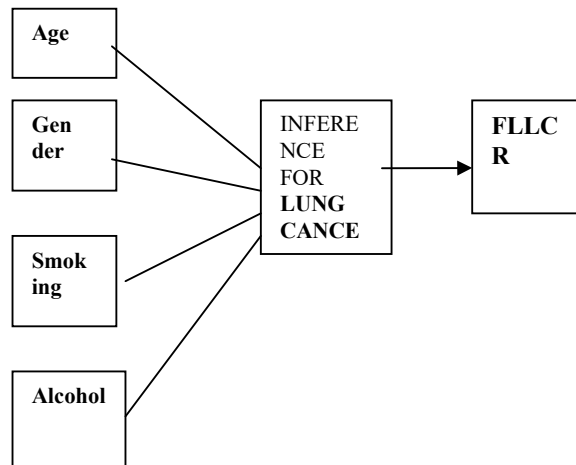 Age
Gen
der
Smok
ing
Alcohol
INFERE
NCE
FOR
LUNG
CANCE
FLLC
R